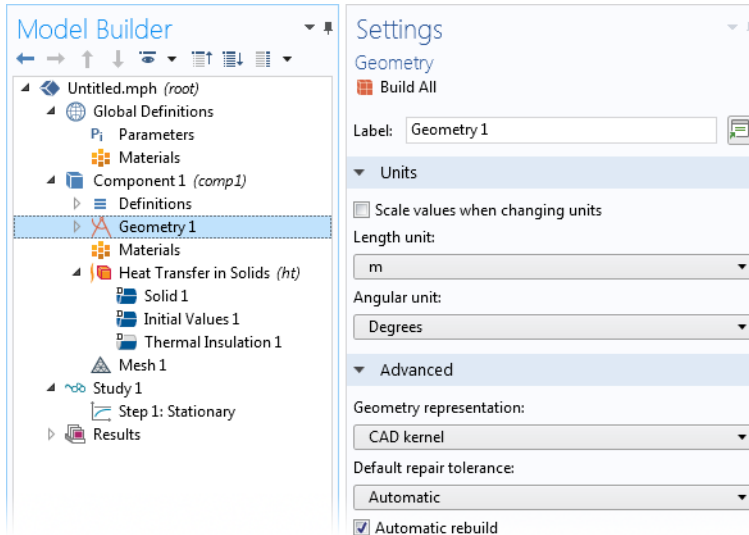 Model Builder
Untitled.mph (root)
Global Definitions
Pi Parameters
Materials
Component 1 (comp1)
Definitions
Geometry 1
Materials
Heat Transfer in Solids (ht)
D Solid 1
D Initial Values 1
D Thermal Insulation 1
Mesh 1
Study 1
Step 1: Stationary
Results
Settings
Geometry
Build All
Label: Geometry 1
Units
Scale values when changing units
Length unit:
m
Angular unit:
Degrees
Advanced
Geometry representation:
CAD kernel
Default repair tolerance:
Automatic
Automatic rebuild